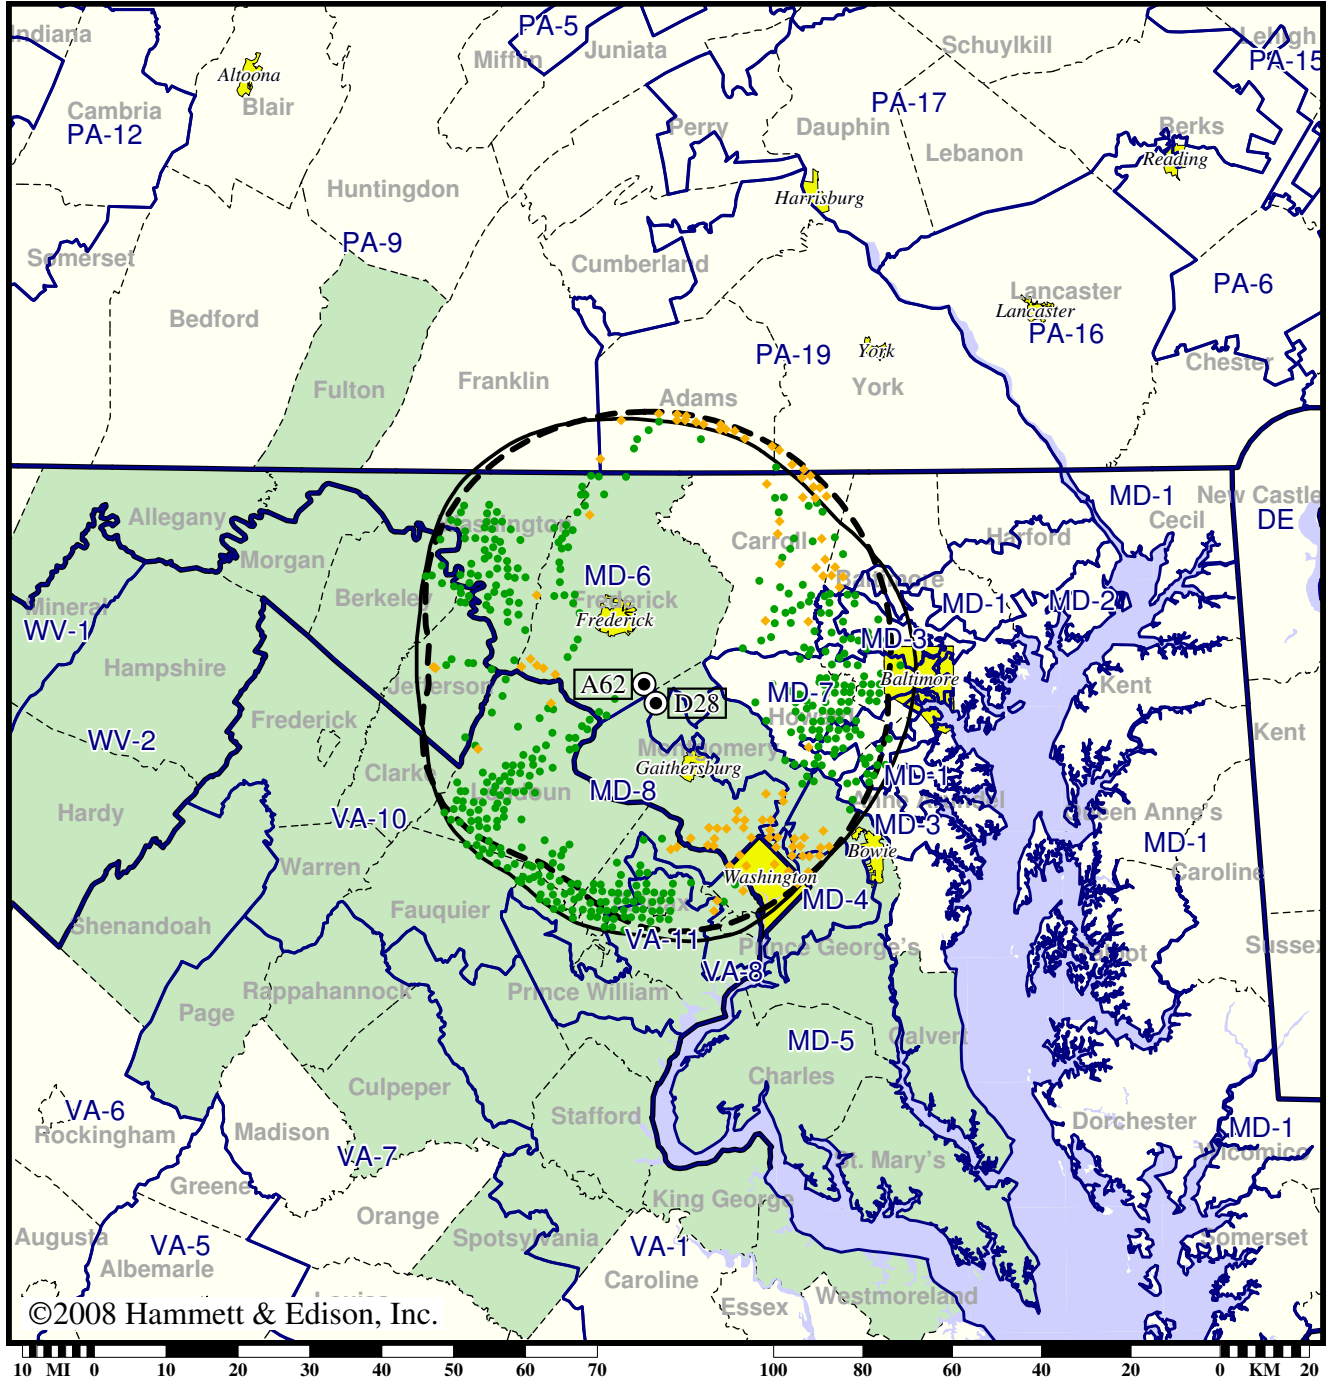 Indiana
PA-5
Mifflin
Juniata
Schuylkill
Lehigh
PA-15
Altoona
Blair
Cambria
PA-12
PA-17
Perry
Dauphin
Lebanon
Berks
Reading
Huntingdon
Harrisburg
PA-9
Somerset
Cumberland
Lancaster
PA-6
Bedford
Lancaster
PA-16
York
PA-19
Chester
Fulton
Franklin
Adams
York
MD-1
New Castle
Cecil
DE
Allegany
Washington
Carroll
Harford
Morgan
MD-6
Baltimore
Mineral
Berkeley
Frederick
Frederick
MD-1
MD-2
WV-1
MD-3
Hampshire
Jefferson
A62
D28
MD-7
Baltimore
Kent
Frederick
Howard
WV-2
Montgomery
Kent
Clarke
Gaithersburg
MD-1
Loudoun
MD-8
Anne Arundel
Hardy
VA-10
MD-3
Queen Anne's
MD-1
Bowie
Warren
Washington
Caroline
MD-4
Fauquier
Shenandoah
VA-11
Prince George's
Talbot
Sussex
VA-8
Rappahannock
Prince William
Page
MD-5
Calvert
Culpeper
Charles
VA-6
Stafford
Dorchester
Rockingham
Madison
MD-1
VA-7
Wicomico
St. Mary's
Greene
King George
Orange
Augusta
VA-5
Spotsylvania
VA-1
Somerset
Albemarle
Caroline
Louisa
Essex
Westmoreland
©2008 Hammett & Edison, Inc.
10 MI 0 10 20 30 40 50 60 70 100 80 60 40 20 0 KM 20